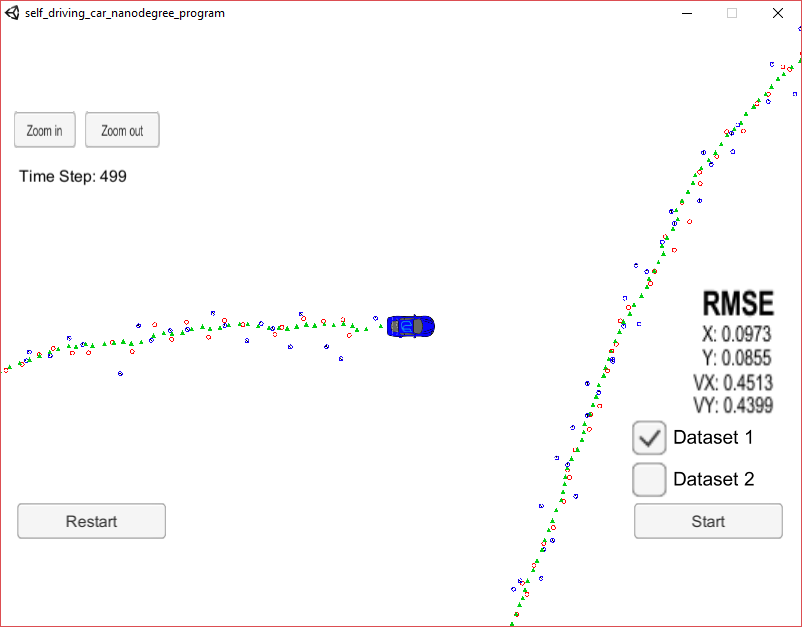 self_driving_car_nanodegree_program
Zoom in
Zoom out
Time Step: 499
RMSE
X: 0.0973
Y: 0.0855
VX: 0.4513
VY: 0.4399
Dataset 1
Dataset 2
Restart
Start